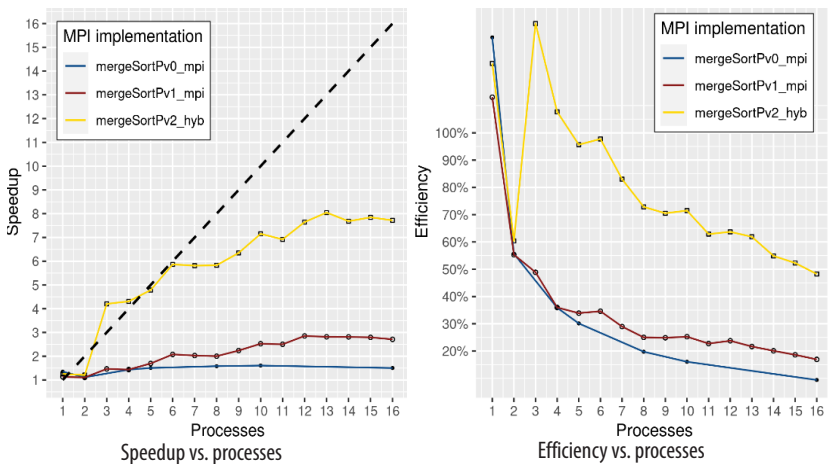 16
15
14
13
12
11
10
9
8
7
6
5
4
3
2
1
Speedup
MPI implementation
mergeSortPv0_mpi
mergeSortPv1_mpi
mergeSortPv2_hyb
1 2 3 4 5 6 7 8 9 10 11 12 13 14 15 16
Processes
Speedup vs. processes
100%
90%
80%
70%
60%
50%
40%
30%
20%
Efficiency
MPI implementation
mergeSortPv0_mpi
mergeSortPv1_mpi
mergeSortPv2_hyb
1 2 3 4 5 6 7 8 9 10 11 12 13 14 15 16
Processes
Efficiency vs. processes